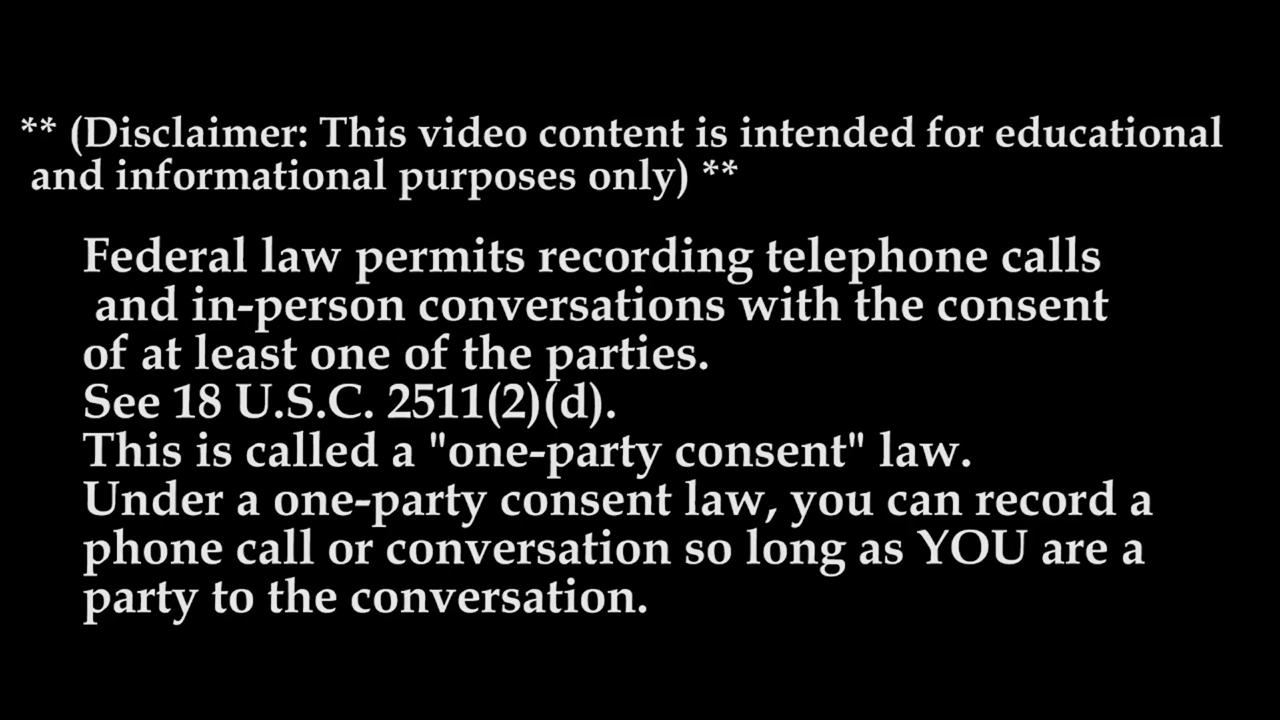 ** (Disclaimer: This video content is intended for educational
and informational purposes only) **
Federal law permits recording telephone calls
and in-person conversations with the consent
of at least one of the parties.
See 18 U.S.C. 2511(2)(d).
This is called a "one-party consent" law.
Under a one-party consent law, you can record a
phone call or conversation so long as YOU are a
party to the conversation.